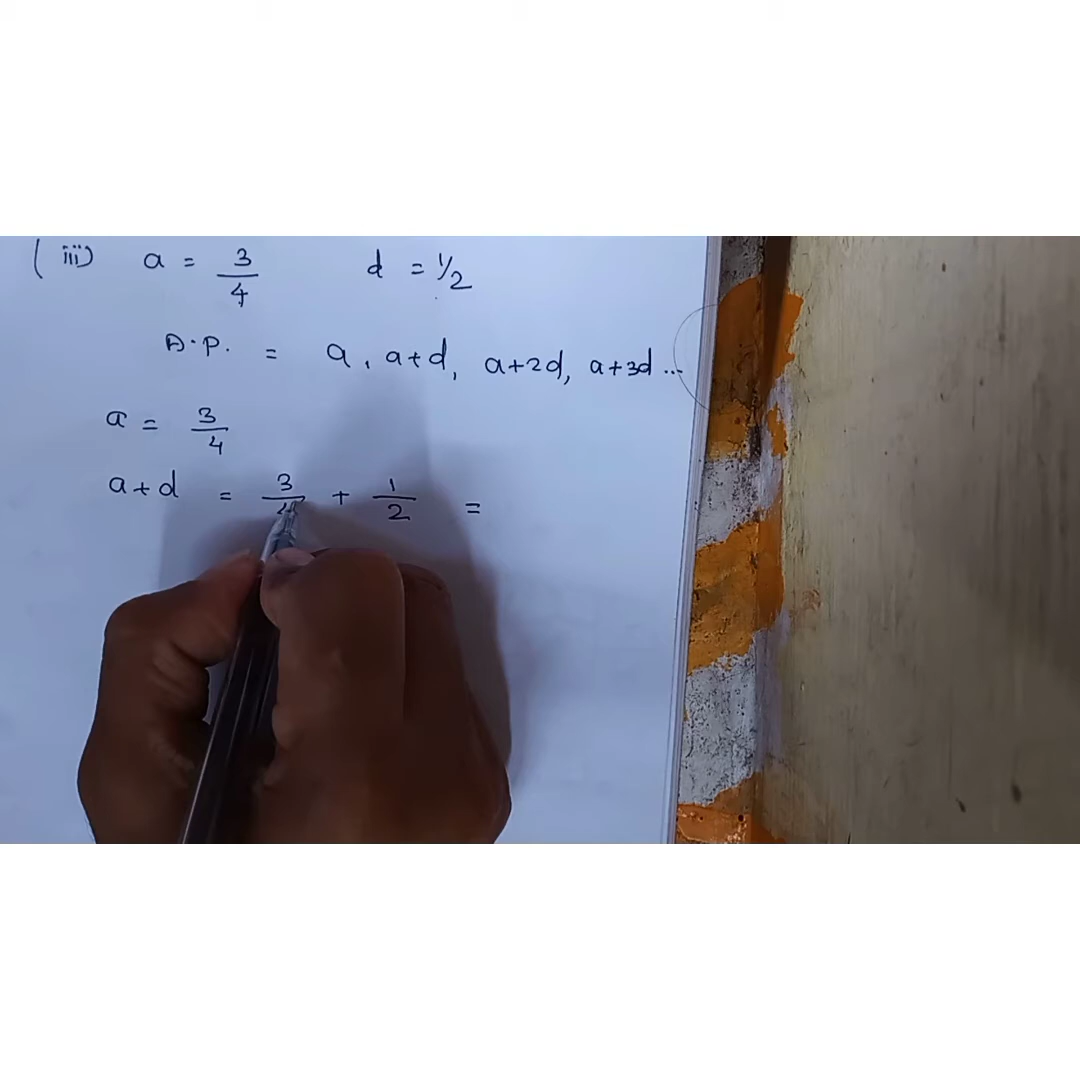 (iii) a = 3/4 d = 1/2
A.P. = a, a+d, a+2d, a+3d ...
a = 3/4
a+d = 3/4 + 1/2 =